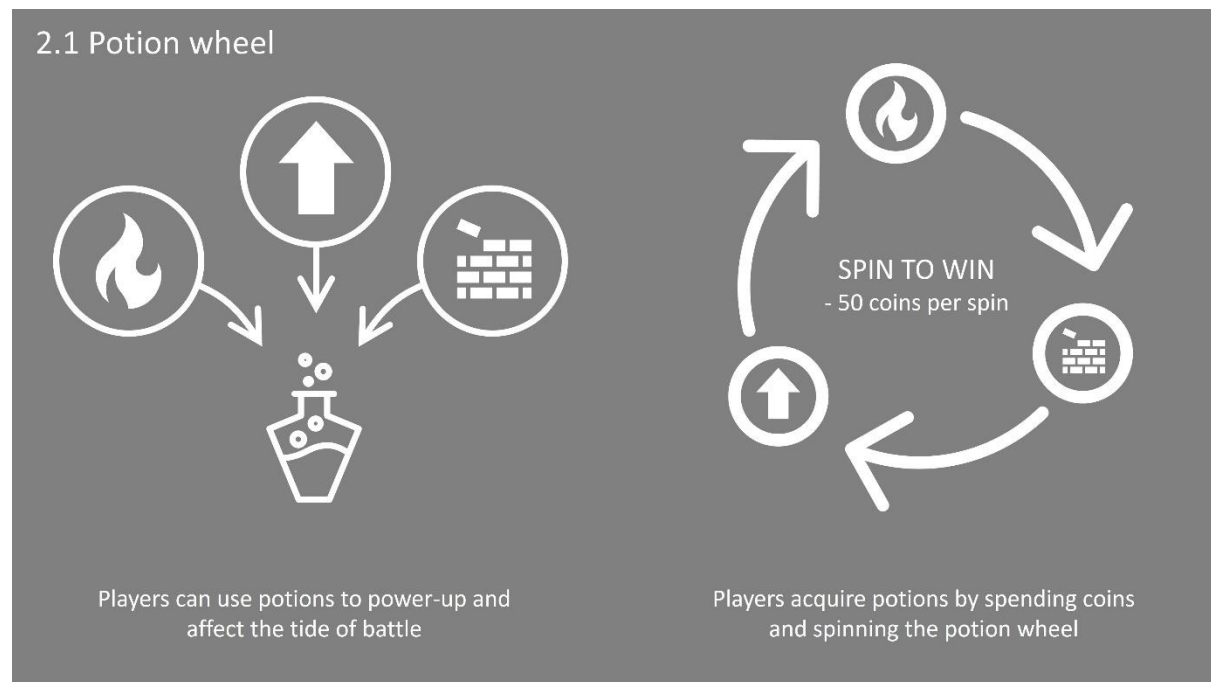 2.1 Potion wheel
SPIN TO WIN
- 50 coins per spin
Players can use potions to power-up and
affect the tide of battle
Players acquire potions by spending coins
and spinning the potion wheel